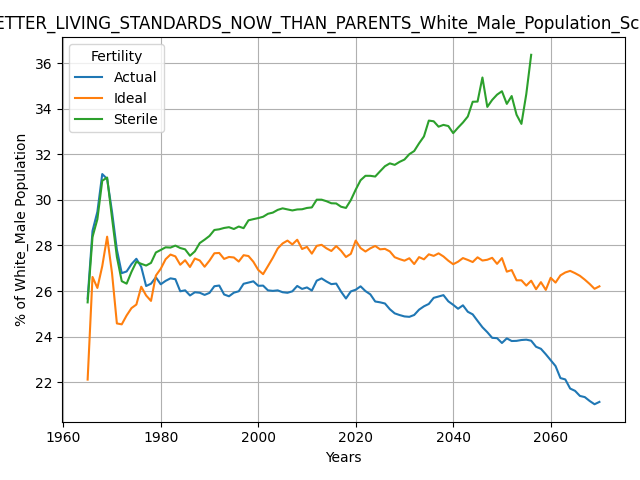 ETTER_LIVING_STANDARDS_NOW_THAN_PARENTS_White_Male_Population_Sc
Fertility
Actual
Ideal
Sterile
36
34
32
30
28
26
24
22
% of White_Male Population
1960 1980 2000 2020 2040 2060
Years